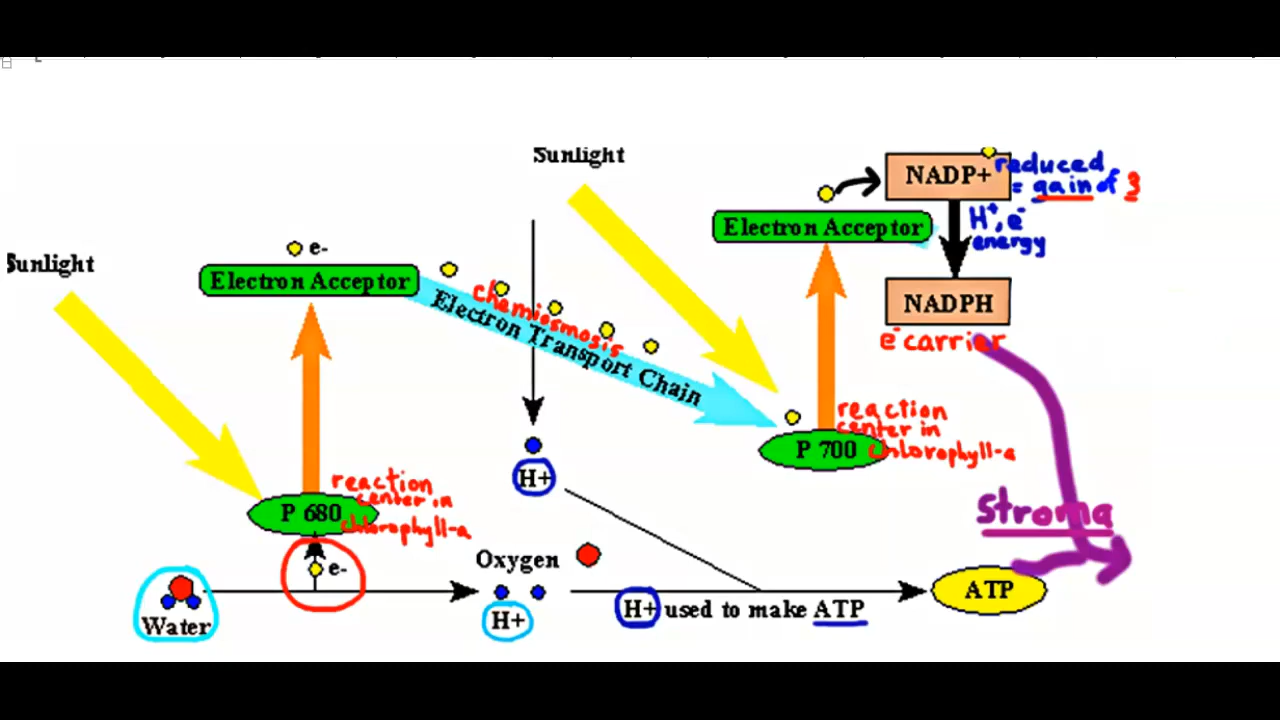 Sunlight
Sunlight
e-
Electron Acceptor
chemiosmosis
Electron Transport Chain
Electron Acceptor
NADP+
reduced
= gain of 3
H+, e-
energy
NADPH
e- carrier
P 700
reaction
center in
chlorophyll-a
P 680
reaction
center in
chlorophyll-a
H+
Stroma
e-
Water
Oxygen
H+
H+ used to make ATP
ATP